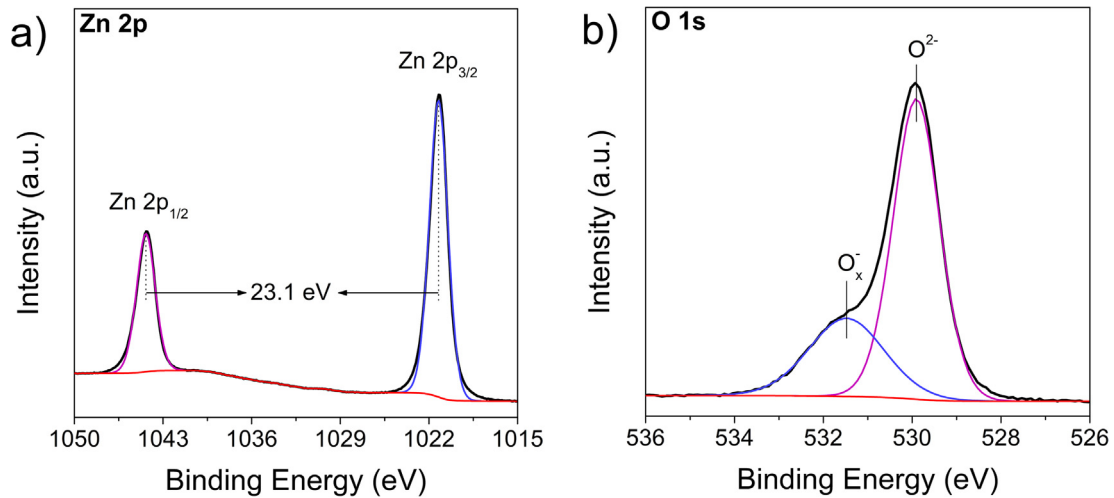 a)
Zn 2p
Zn 2p3/2
Zn 2p1/2
23.1 eV
Intensity (a.u.)
1050 1043 1036 1029 1022 1015
Binding Energy (eV)
b)
O 1s
O2-
O-x
Intensity (a.u.)
536 534 532 530 528 526
Binding Energy (eV)